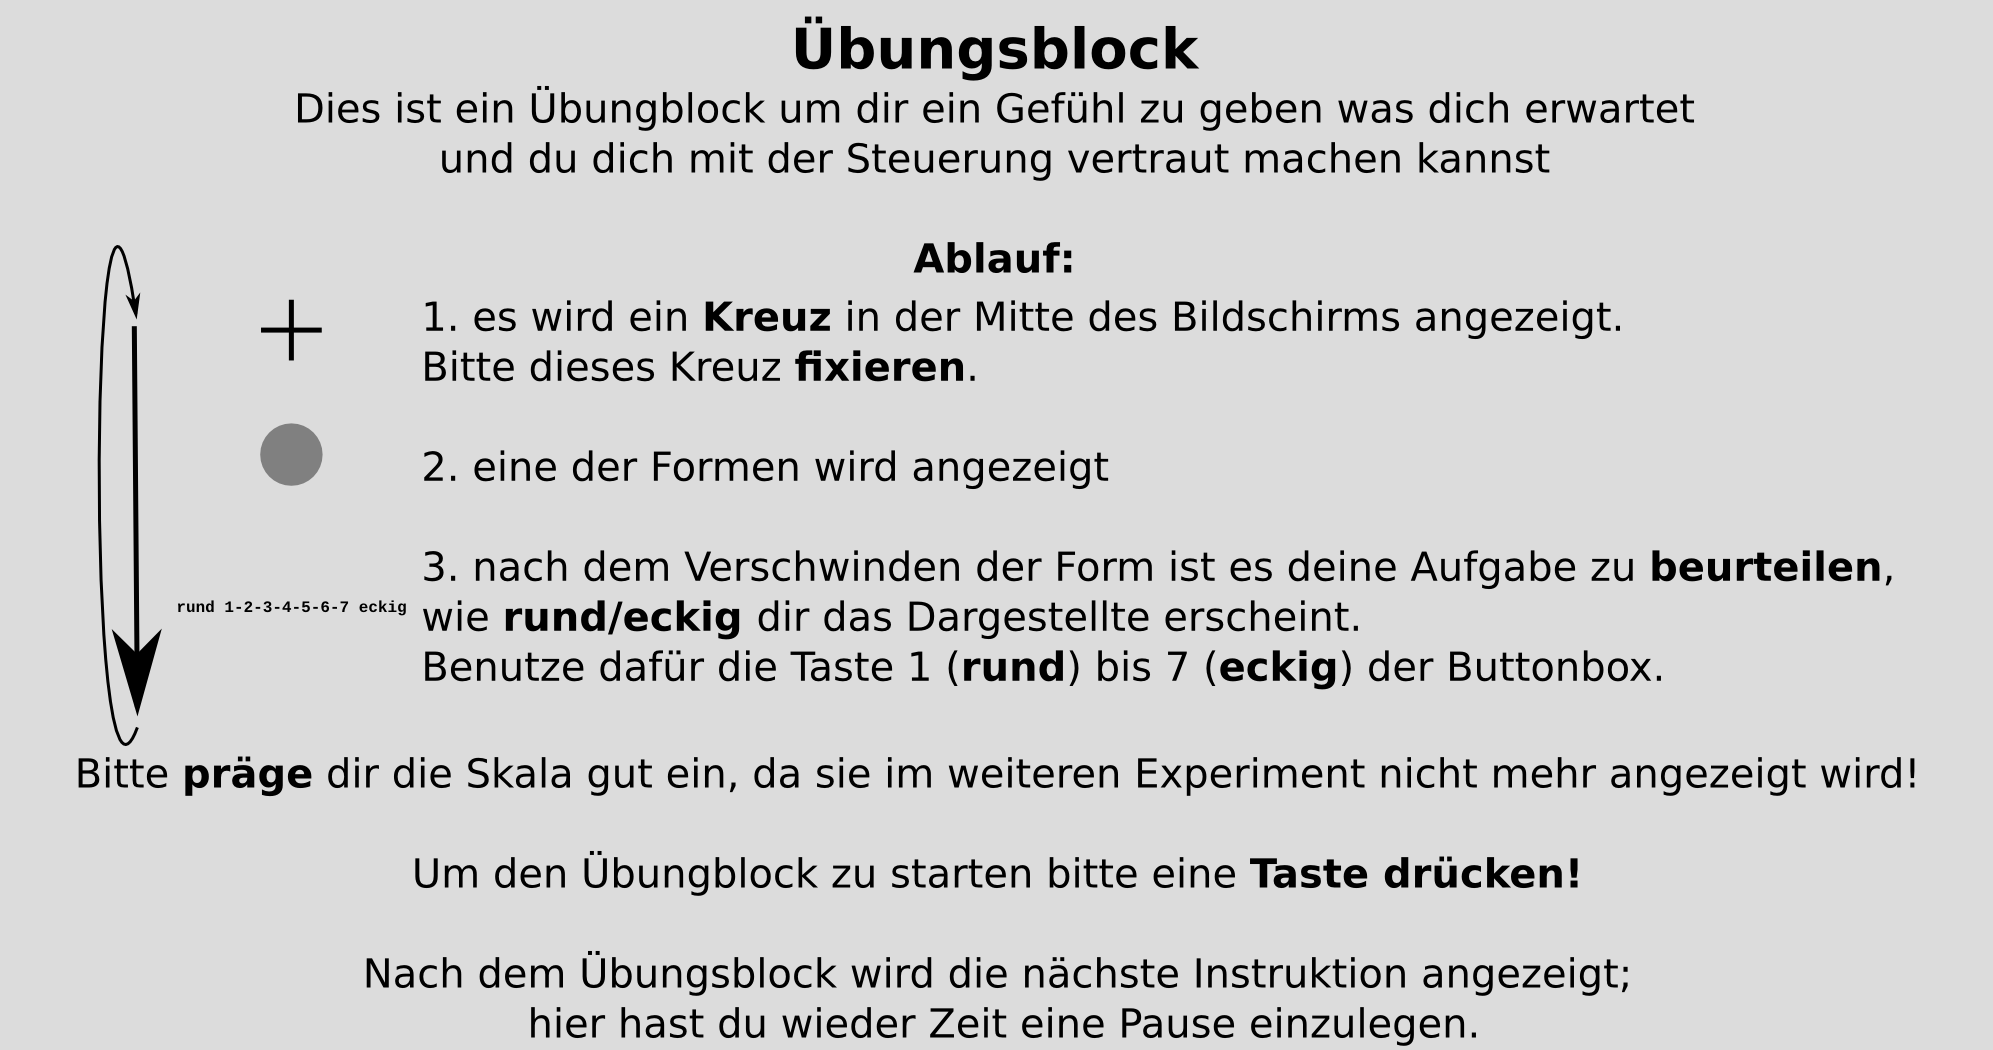 Übungsblock
Dies ist ein Übungblock um dir ein Gefühl zu geben was dich erwartet
und du dich mit der Steuerung vertraut machen kannst
Ablauf:
1. es wird ein Kreuz in der Mitte des Bildschirms angezeigt.
Bitte dieses Kreuz fixieren.
2. eine der Formen wird angezeigt
3. nach dem Verschwinden der Form ist es deine Aufgabe zu beurteilen,
rund 1-2-3-4-5-6-7 eckig
wie rund/eckig dir das Dargestellte erscheint.
Benutze dafür die Taste 1 (rund) bis 7 (eckig) der Buttonbox.
Bitte präge dir die Skala gut ein, da sie im weiteren Experiment nicht mehr angezeigt wird!
Um den Übungblock zu starten bitte eine Taste drücken!
Nach dem Übungsblock wird die nächste Instruktion angezeigt;
hier hast du wieder Zeit eine Pause einzulegen.